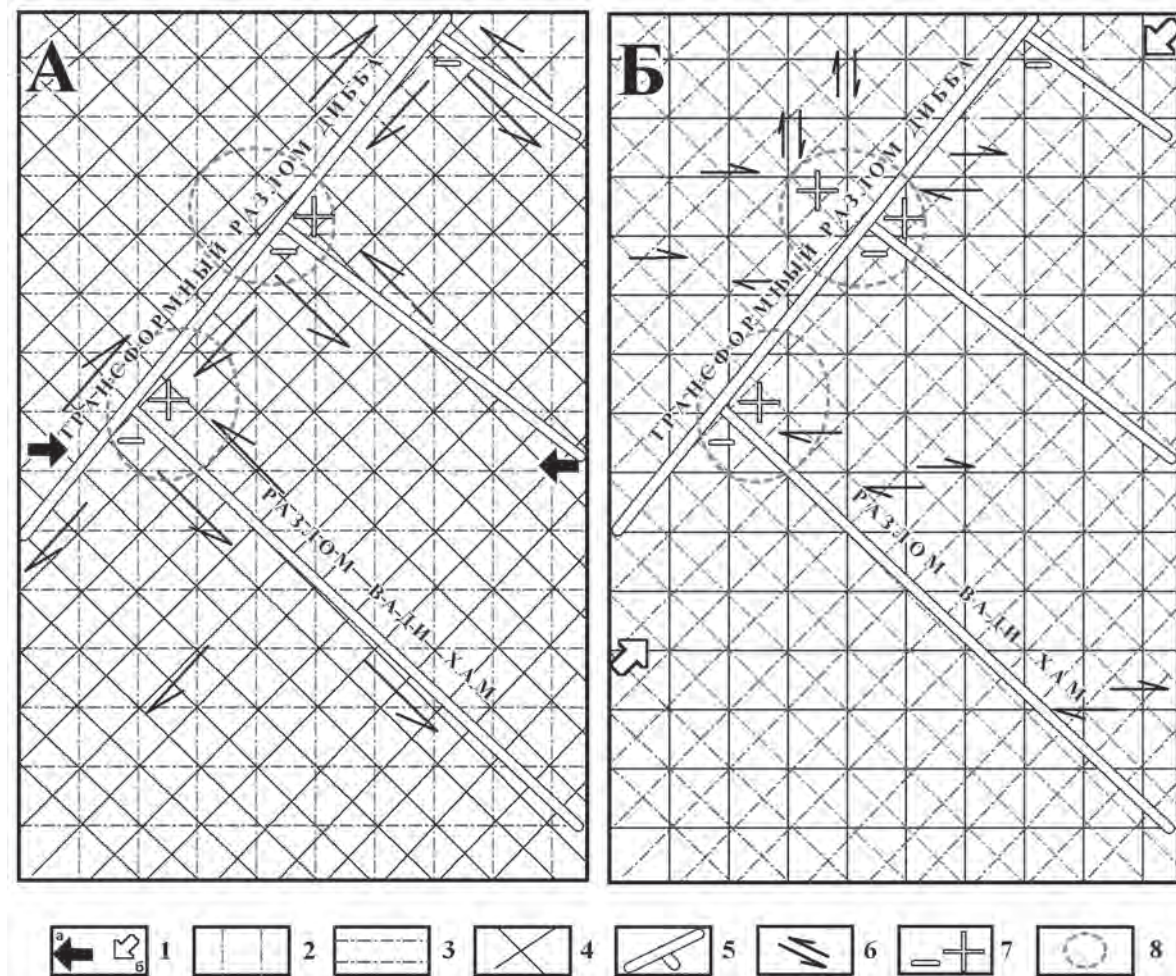 А
ТРАНСФОРМНЫЙ РАЗЛОМ ДИББА
РАЗЛОМ ВАДИ ХАМ
Б
ТРАНСФОРМНЫЙ РАЗЛОМ ДИББА
РАЗЛОМ ВАДИ ХАМ
а б 1 2 3 4 5 6 7 8